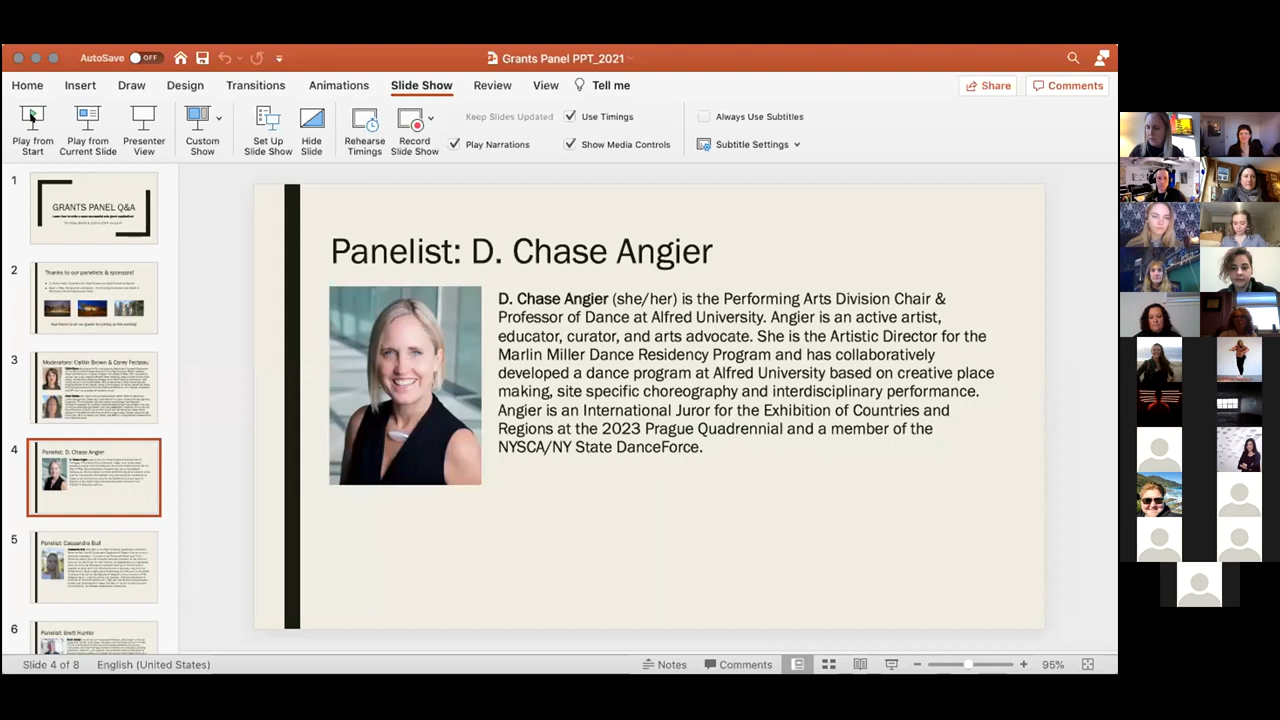 AutoSave OFF
Grants Panel PPT_2021
Home Insert Draw Design Transitions Animations Slide Show Review View Tell me
Share Comments
Play from Start
Play from Current Slide
Presenter View
Custom Show
Set Up Slide Show
Hide Slide
Rehearse Timings
Record Slide Show
Keep Slides Updated
Use Timings
Play Narrations
Show Media Controls
Always Use Subtitles
Subtitle Settings
1
GRANTS PANEL Q&A
2
Thanks to our panelists & sponsors!
3
Moderators: Caitlin Brown & Corey Fecteau
4
Panelist: D. Chase Angier
5
Panelist: Cassandra Bull
6
Panelist: Brett Hunter
Panelist: D. Chase Angier
D. Chase Angier (she/her) is the Performing Arts Division Chair &
Professor of Dance at Alfred University. Angier is an active artist,
educator, curator, and arts advocate. She is the Artistic Director for the
Marlin Miller Dance Residency Program and has collaboratively
developed a dance program at Alfred University based on creative place
making, site specific choreography and interdisciplinary performance.
Angier is an International Juror for the Exhibition of Countries and
Regions at the 2023 Prague Quadrennial and a member of the
NYSCA/NY State DanceForce.
Slide 4 of 8 English (United States)
Notes Comments 95%